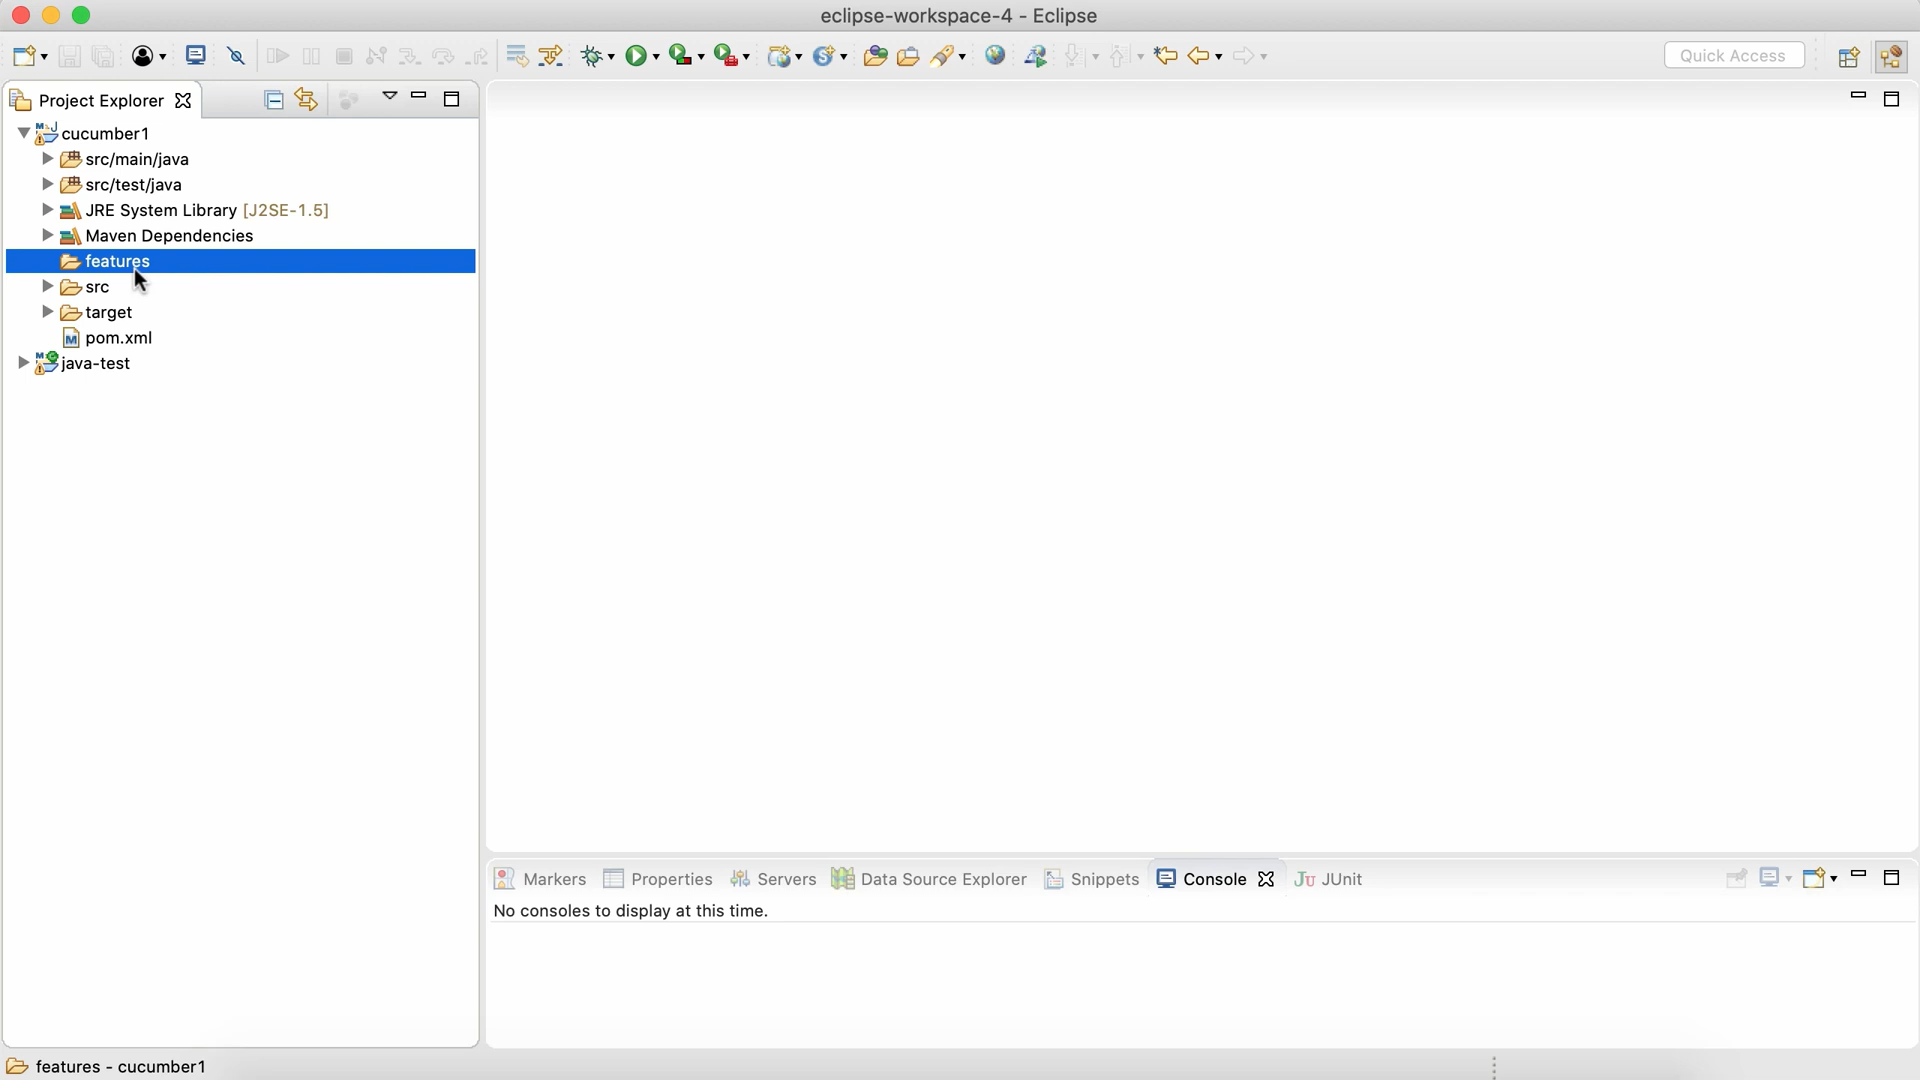 eclipse-workspace-4 - Eclipse
Quick Access
Project Explorer
cucumber1
src/main/java
src/test/java
JRE System Library [J2SE-1.5]
Maven Dependencies
features
src
target
pom.xml
java-test
Markers Properties Servers Data Source Explorer Snippets Console JUnit
No consoles to display at this time.
features - cucumber1